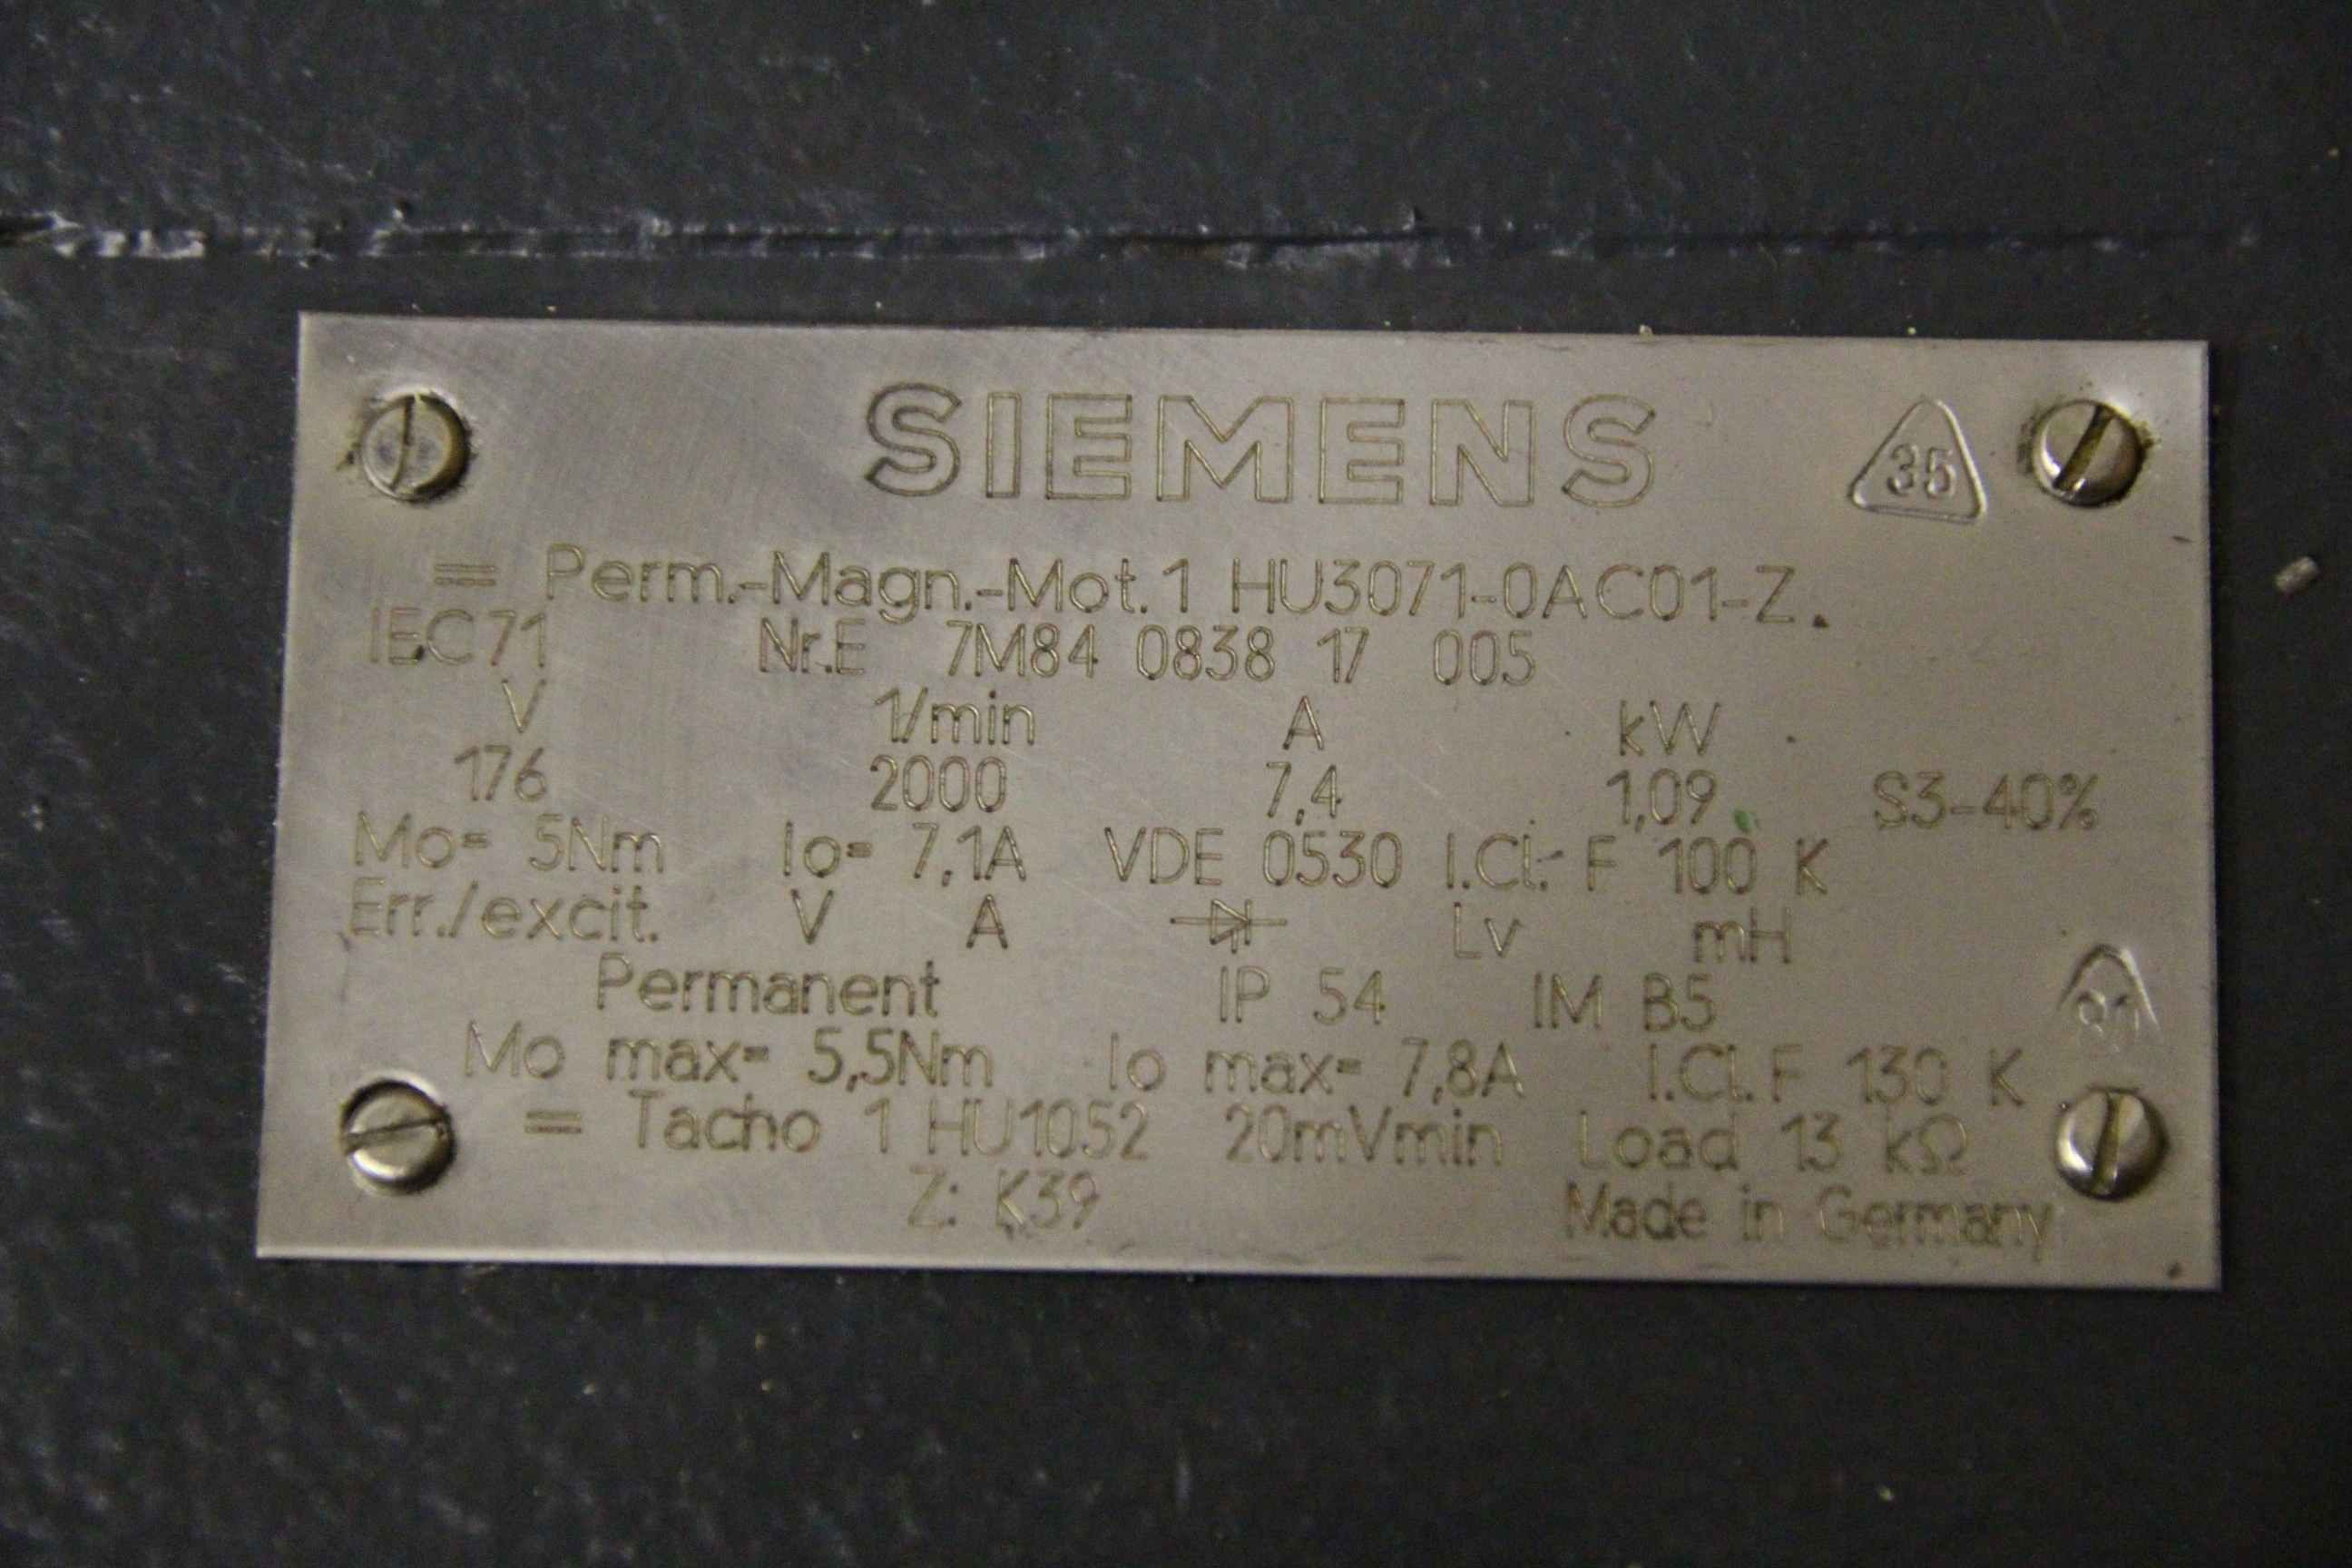 SIEMENS
35
= Perm.-Magn.-Mot. 1 HU3071-0AC01-Z.
IEC71 Nr.E 7M84 0838 17 005
V 1/min A kW
176 2000 7,4 1,09 S3-40%
Mo= 5Nm Io= 7,1A VDE 0530 I.Cl. F 100 K
Err./excit. V A Lv mH
Permanent IP 54 IM B5
Mo max= 5,5Nm Io max= 7,8A I.Cl.F 130 K
= Tacho 1 HU1052 20mVmin Load 13 kΩ
Z: K39
Made in Germany